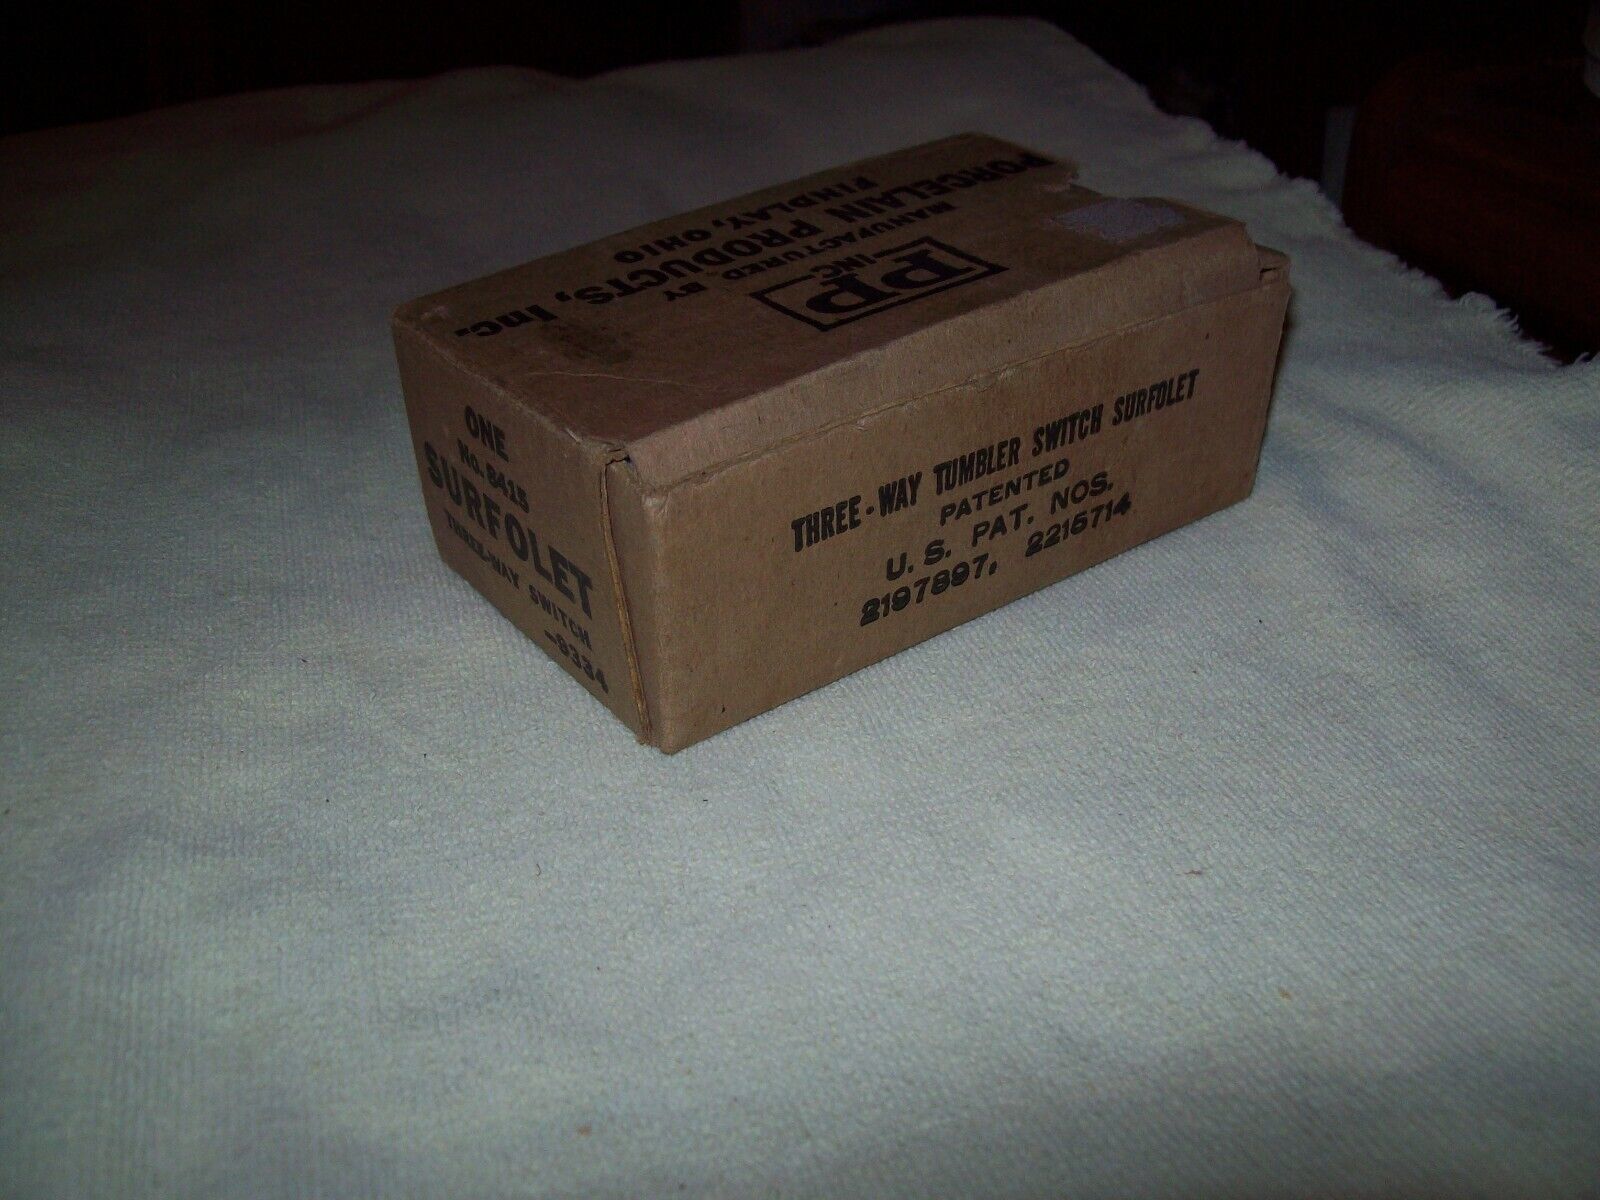 PP
INC.
MANUFACTURED BY
PORCELAIN PRODUCTS, Inc.
FINDLAY, OHIO
ONE
No. 8415
SURFOLET
THREE-WAY SWITCH
-9334
THREE-WAY TUMBLER SWITCH SURFOLET
PATENTED
U. S. PAT. NOS.
2197897, 2215714